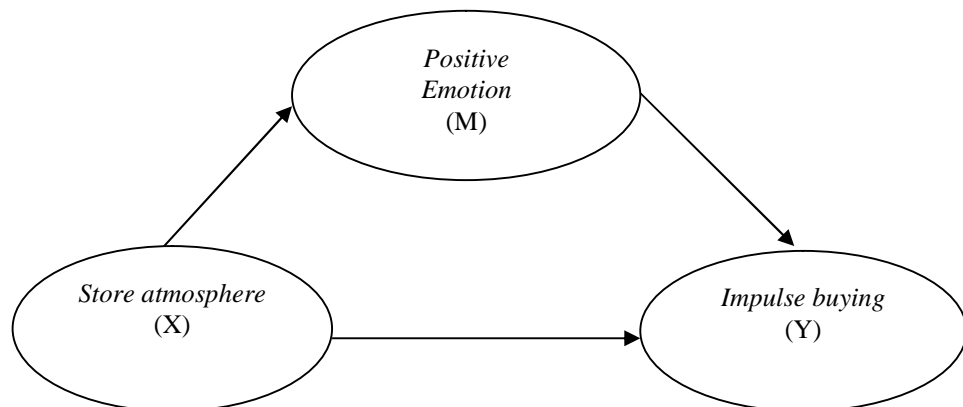 Positive
Emotion
(M)
Store atmosphere
(X)
Impulse buying
(Y)